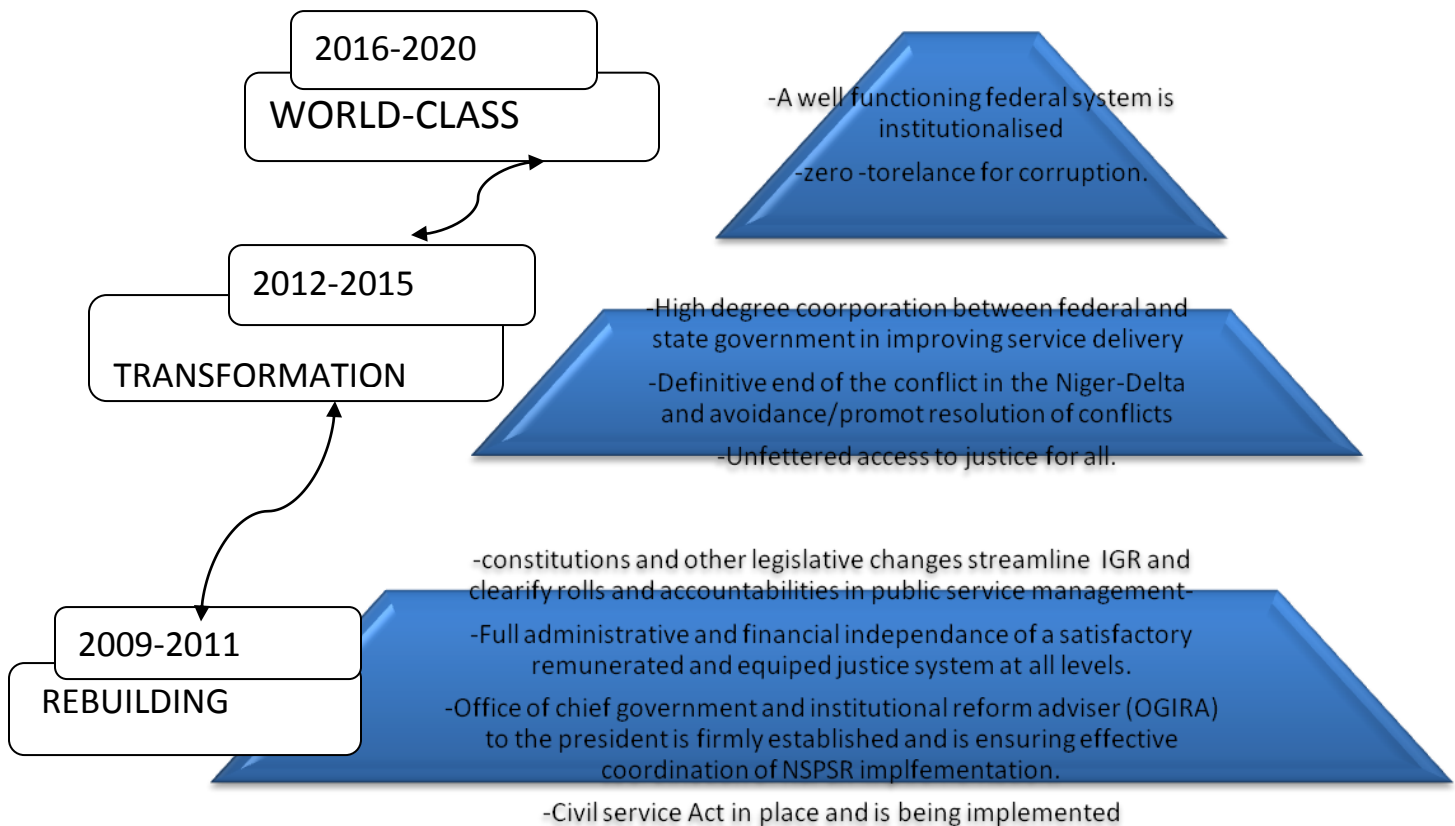 2016-2020
WORLD-CLASS
-A well functioning federal system is
institutionalised
-zero -torelance for corruption.
2012-2015
TRANSFORMATION
-High degree coorporation between federal and
state government in improving service delivery
-Definitive end of the conflict in the Niger-Delta
and avoidance/promot resolution of conflicts
-Unfettered access to justice for all.
2009-2011
REBUILDING
-constitutions and other legislative changes streamline IGR and
clearify rolls and accountabilities in public service management-
-Full administrative and financial independance of a satisfactory
remunerated and equiped justice system at all levels.
-Office of chief government and institutional reform adviser (OGIRA)
to the president is firmly established and is ensuring effective
coordination of NSPSR implfementation.
-Civil service Act in place and is being implemented